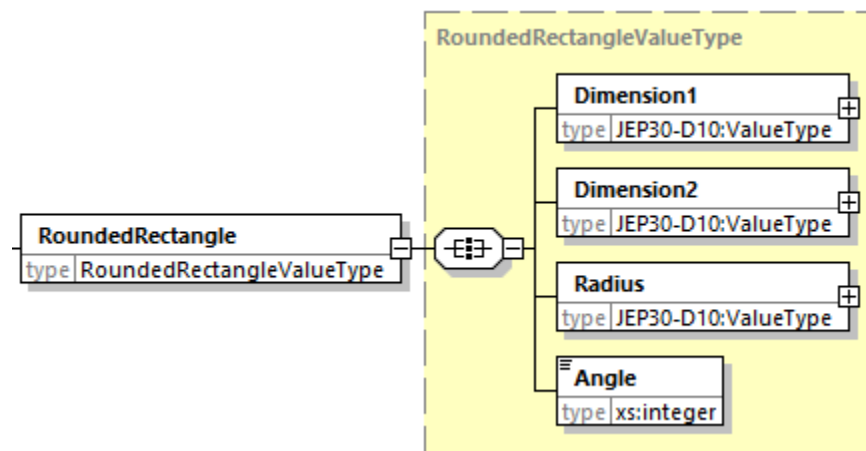 RoundedRectangleValueType
Dimension1
type JEP30-D10:ValueType
Dimension2
type JEP30-D10:ValueType
RoundedRectangle
type RoundedRectangleValueType
Radius
type JEP30-D10:ValueType
Angle
type xs:integer